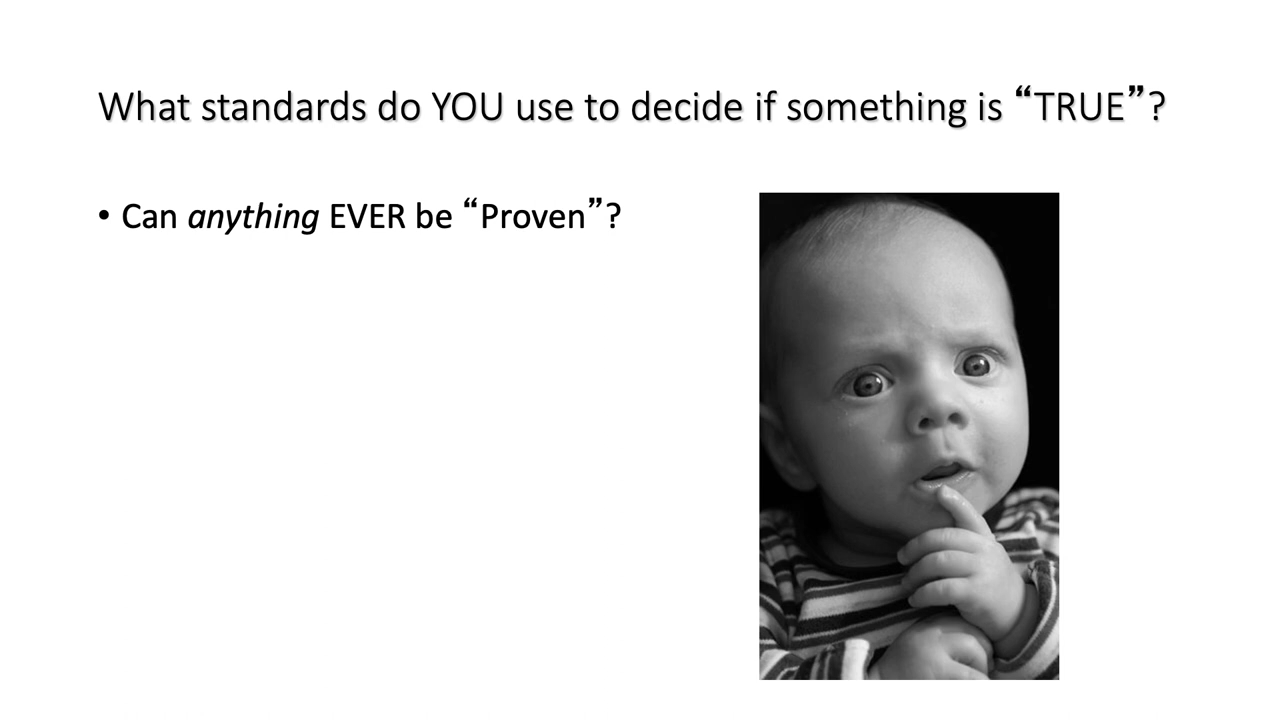 What standards do YOU use to decide if something is “TRUE”?
• Can anything EVER be “Proven”?